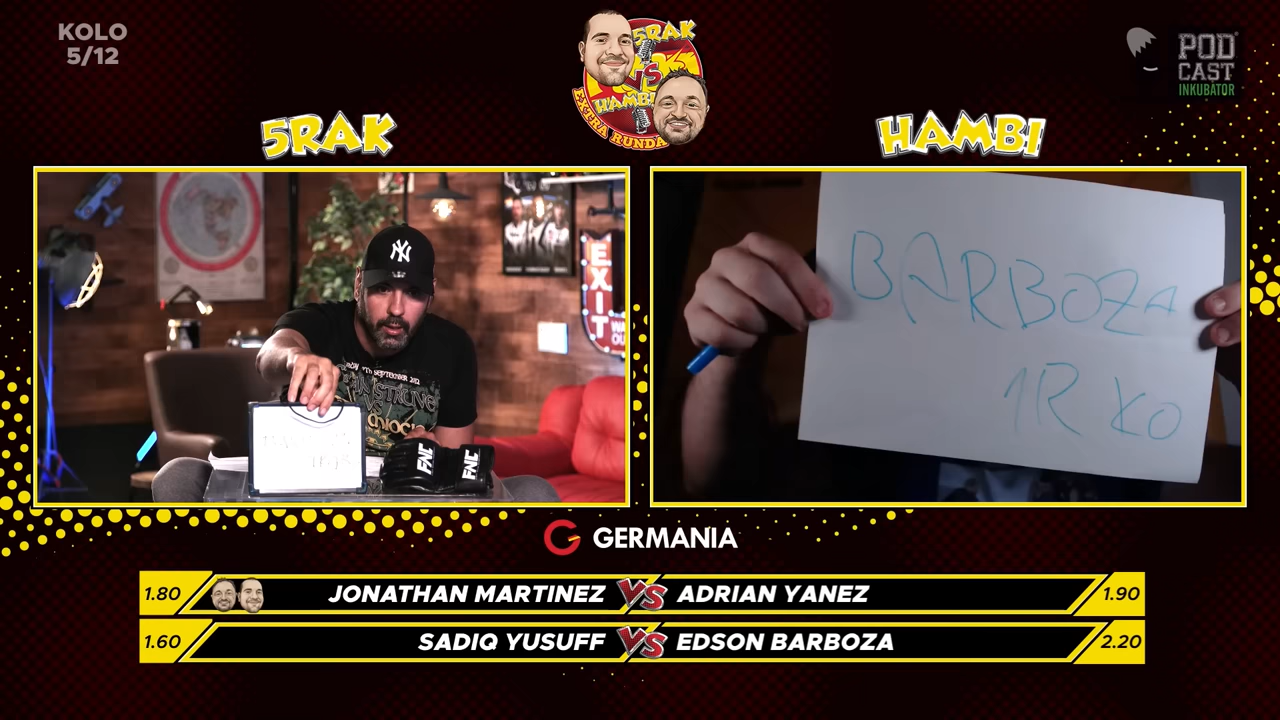 KOLO
5/12
5RAK
VS
HAMBI
EXTRA RUNDA
POD
CAST
INKUBATOR
5RAK
HAMBI
NY
EXIT
FNC
FNC
BARBOZA
1R KO
GERMANIA
1.80 JONATHAN MARTINEZ VS ADRIAN YANEZ 1.90
1.60 SADIQ YUSUFF VS EDSON BARBOZA 2.20